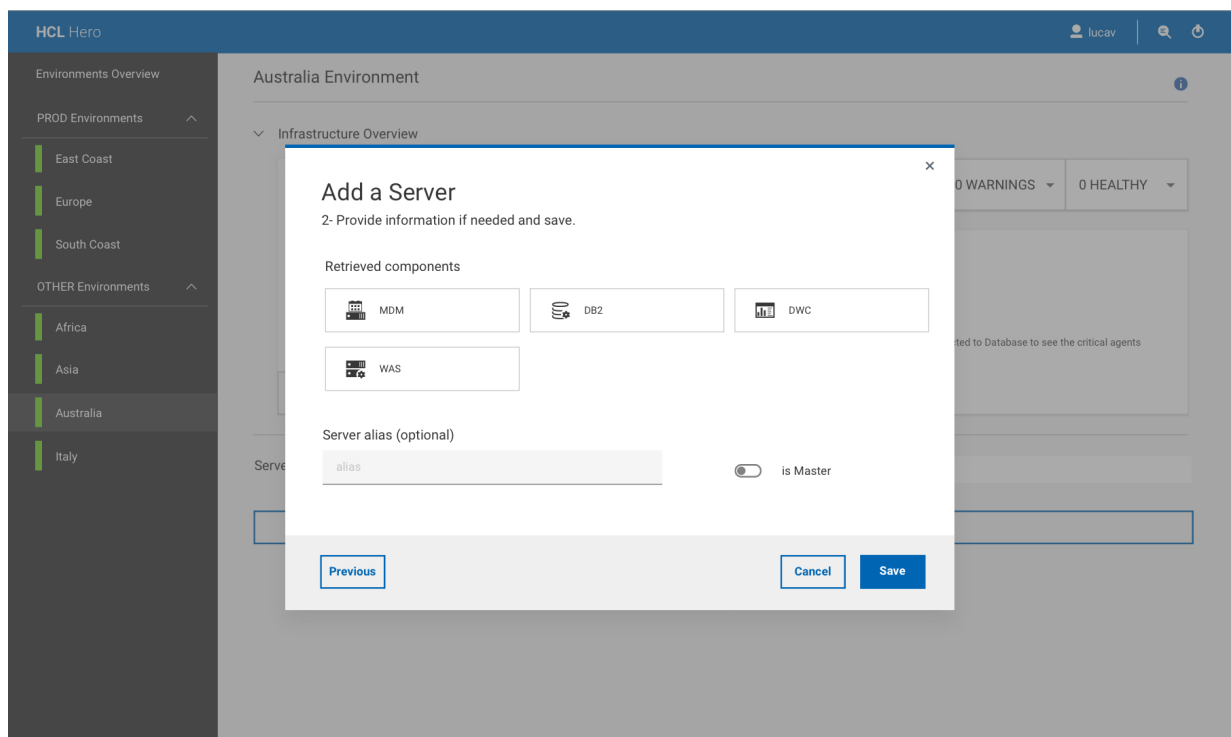 HCL Hero
lucav
Environments Overview
PROD Environments
East Coast
Europe
South Coast
OTHER Environments
Africa
Asia
Australia
Italy
Australia Environment
Infrastructure Overview
0 WARNINGS
0 HEALTHY
to Database to see the critical agents
Add a Server
2- Provide information if needed and save.
Retrieved components
MDM
DB2
DWC
WAS
Server alias (optional)
alias
is Master
Previous
Cancel
Save